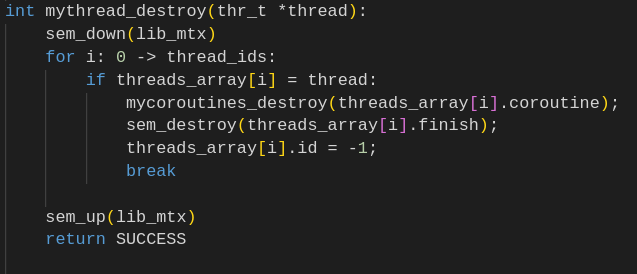 int mythread_destroy(thr_t *thread):
    sem_down(lib_mtx)
    for i: 0 -> thread_ids:
        if threads_array[i] = thread:
            mycoroutines_destroy(threads_array[i].coroutine);
            sem_destroy(threads_array[i].finish);
            threads_array[i].id = -1;
            break
    sem_up(lib_mtx)
    return SUCCESS